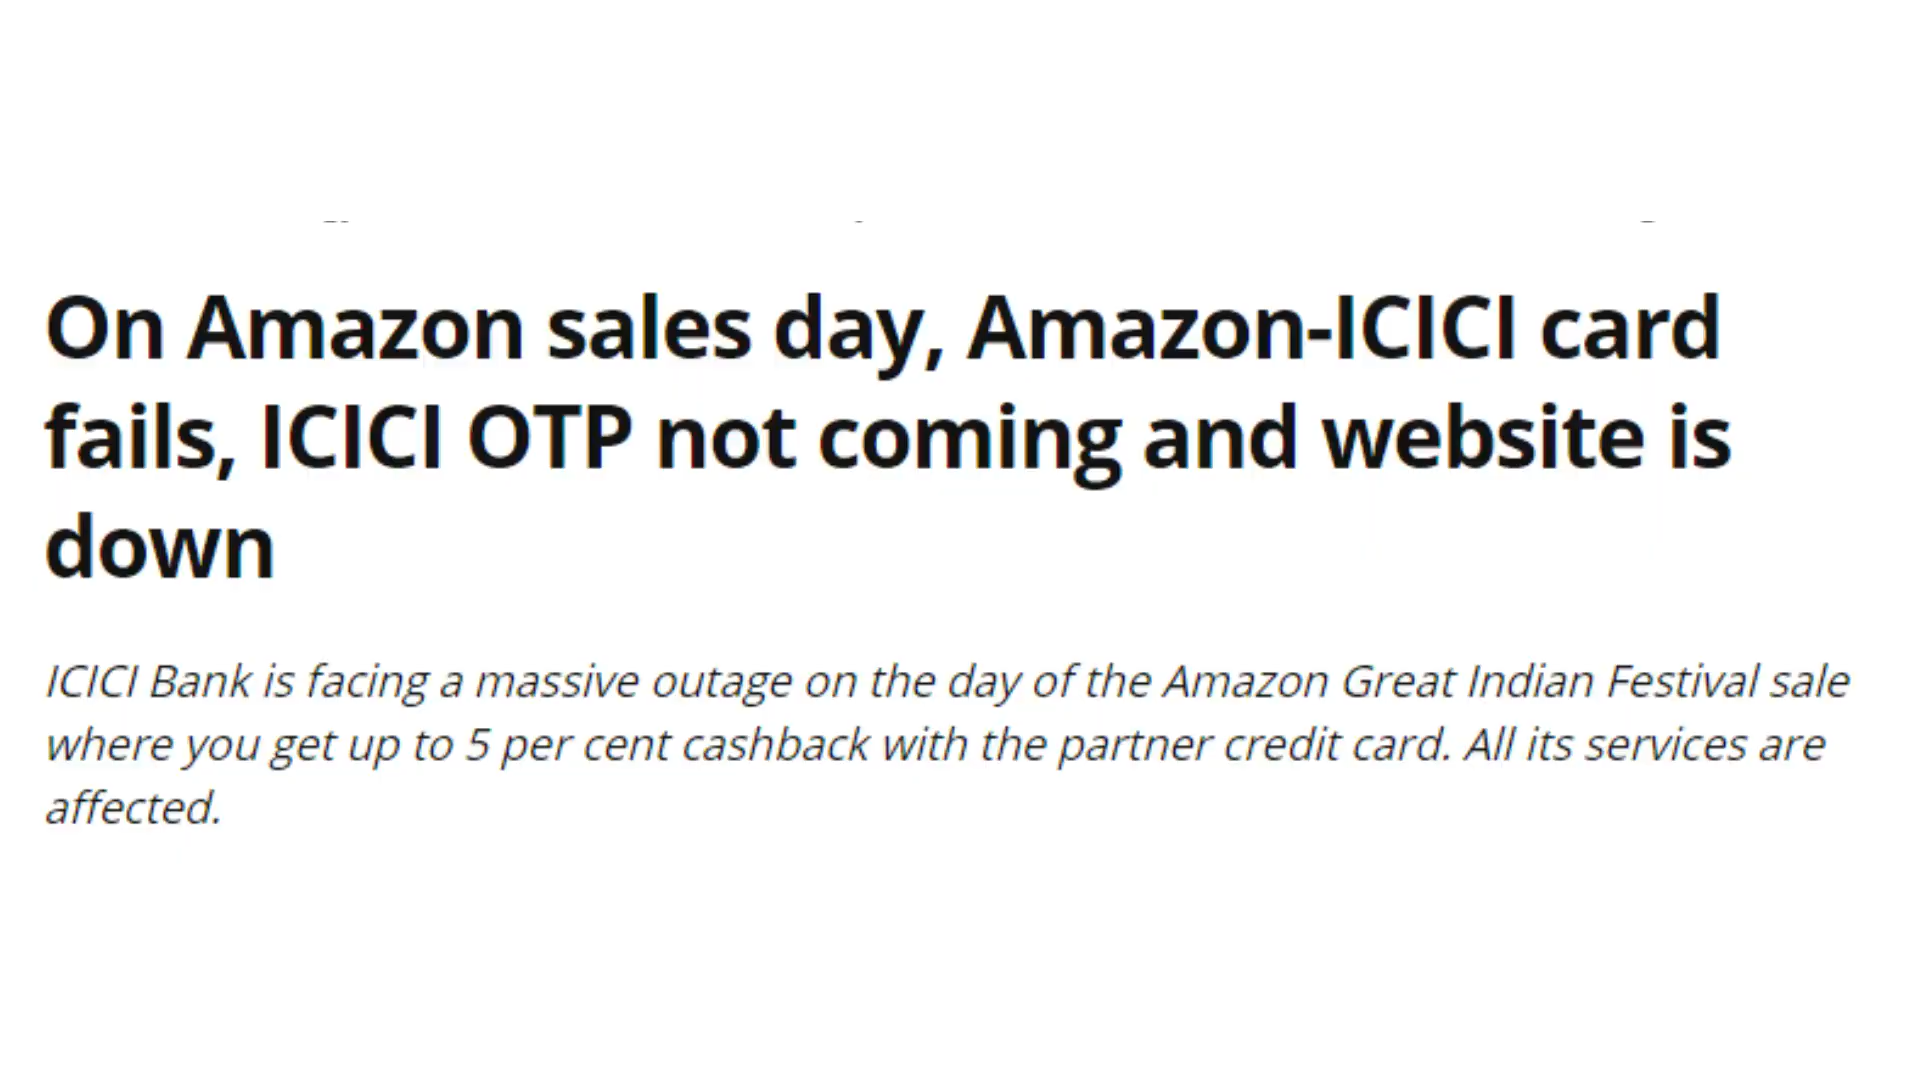 On Amazon sales day, Amazon-ICICI card
fails, ICICI OTP not coming and website is
down
ICICI Bank is facing a massive outage on the day of the Amazon Great Indian Festival sale
where you get up to 5 per cent cashback with the partner credit card. All its services are
affected.